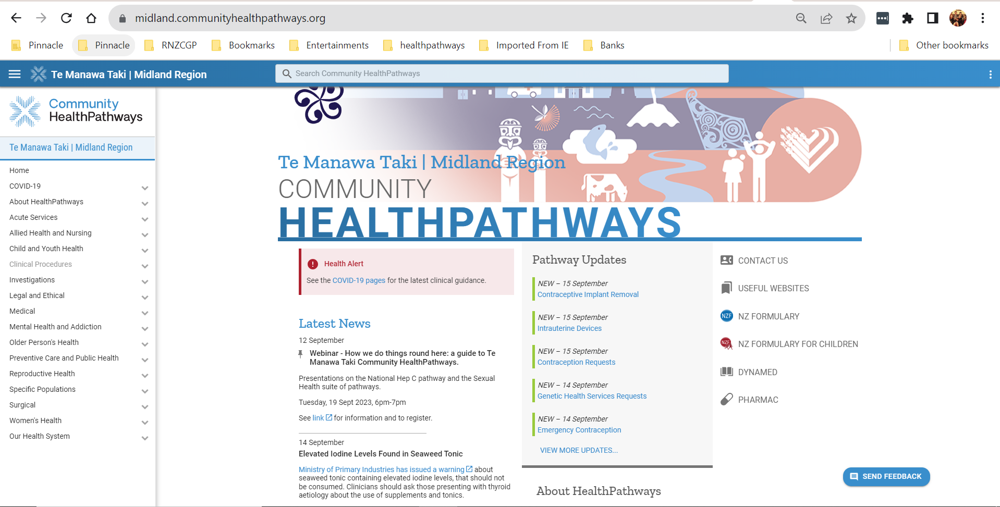 midland.communityhealthpathways.org
Pinnacle
Pinnacle
RNZCGP
Bookmarks
Entertainments
healthpathways
Imported From IE
Banks
Other bookmarks
Te Manawa Taki | Midland Region
Search Community HealthPathways
Community
HealthPathways
Te Manawa Taki | Midland Region
Home
COVID-19
About HealthPathways
Acute Services
Allied Health and Nursing
Child and Youth Health
Clinical Procedures
Investigations
Legal and Ethical
Medical
Mental Health and Addiction
Older Person's Health
Preventive Care and Public Health
Reproductive Health
Specific Populations
Surgical
Women's Health
Our Health System
Te Manawa Taki | Midland Region
COMMUNITY
HEALTHPATHWAYS
Health Alert
See the COVID-19 pages for the latest clinical guidance.
Latest News
12 September
Webinar - How we do things round here: a guide to Te
Manawa Taki Community HealthPathways.
Presentations on the National Hep C pathway and the Sexual
Health suite of pathways.
Tuesday, 19 Sept 2023, 6pm-7pm
See link for information and to register.
14 September
Elevated Iodine Levels Found in Seaweed Tonic
Ministry of Primary Industries has issued a warning about
seaweed tonic containing elevated iodine levels, that should not
be consumed. Clinicians should ask those presenting with thyroid
aetiology about the use of supplements and tonics.
Pathway Updates
NEW – 15 September
Contraceptive Implant Removal
NEW – 15 September
Intrauterine Devices
NEW – 15 September
Contraception Requests
NEW – 14 September
Genetic Health Services Requests
NEW – 14 September
Emergency Contraception
VIEW MORE UPDATES...
About HealthPathways
CONTACT US
USEFUL WEBSITES
NZF
NZ FORMULARY
NZF
NZ FORMULARY FOR CHILDREN
DYNAMED
PHARMAC
SEND FEEDBACK